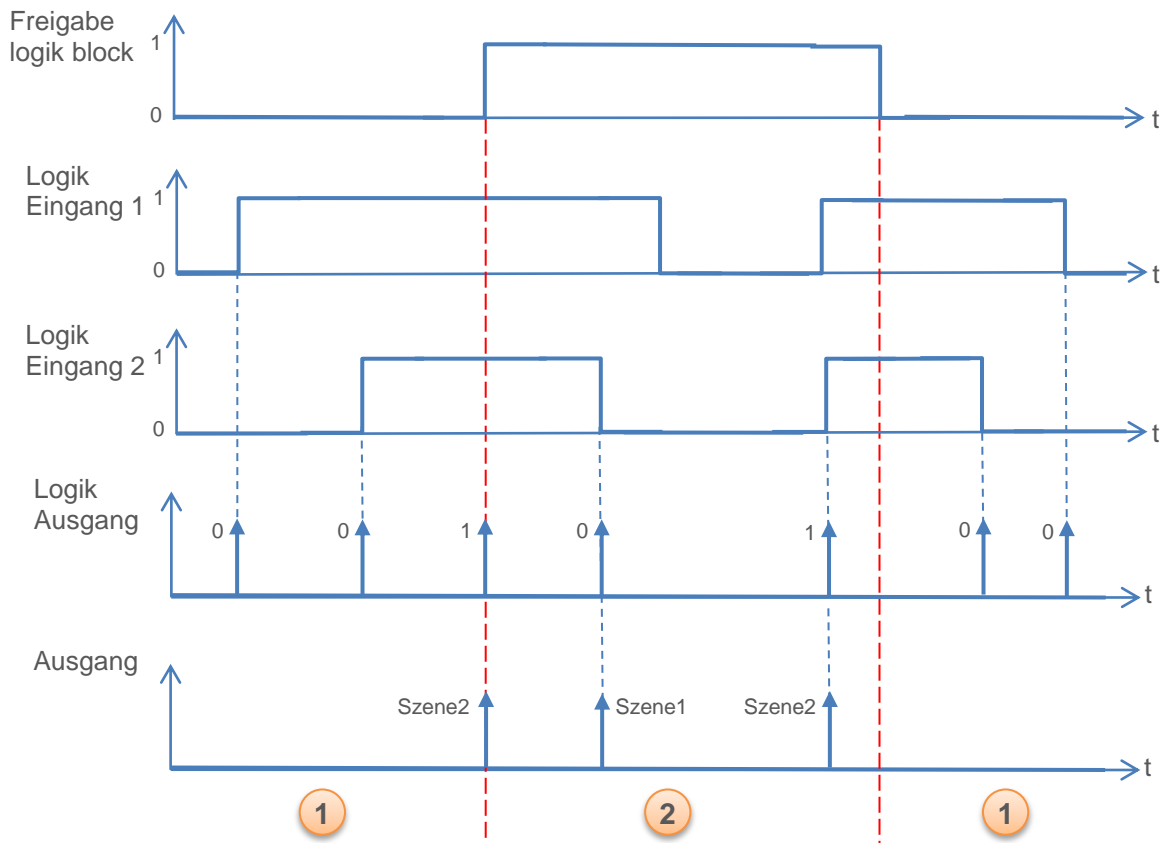 Freigabe
logik block
1
0
t
Logik
Eingang 1
1
0
t
Logik
Eingang 2
1
0
t
Logik
Ausgang
0
0
1
0
1
0
0
t
Ausgang
Szene2
Szene1
Szene2
t
1
2
1